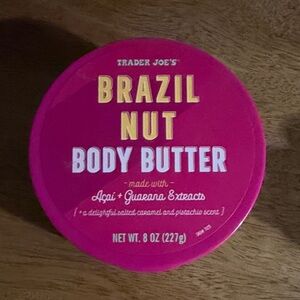 TRADER JOE'S
BRAZIL
NUT
BODY BUTTER
-made with-
Açaí + Guarana Extracts
[ + a delightful salted caramel and pistachio scent ]
NET WT. 8 OZ (227g)